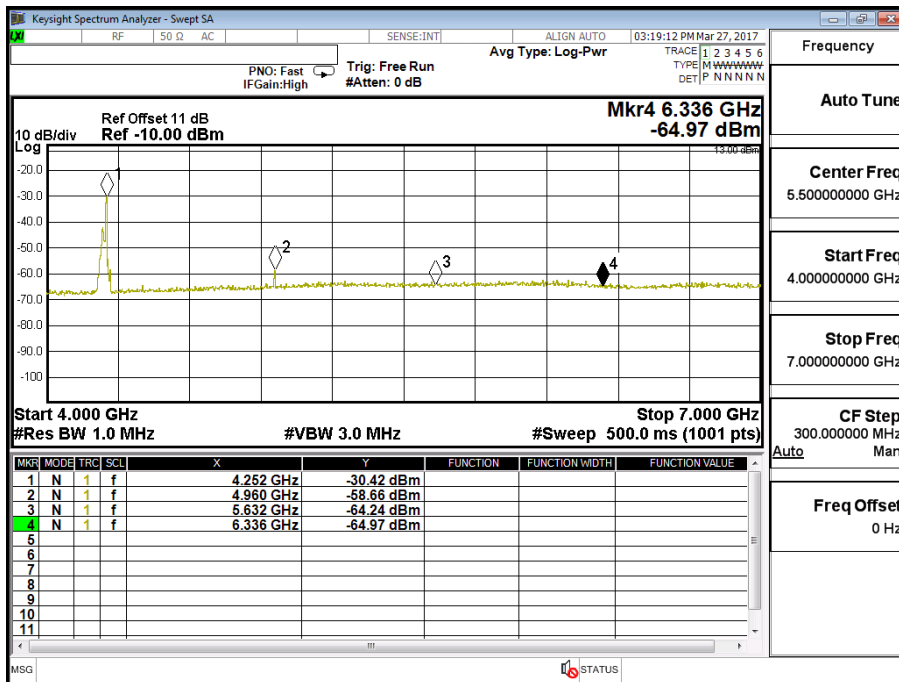 Keysight Spectrum Analyzer - Swept SA
LXI RF 50 Ω AC SENSE:INT ALIGN AUTO 03:19:12 PM Mar 27, 2017
Avg Type: Log-Pwr
TRACE 1 2 3 4 5 6
TYPE M W W W W W
DET P N N N N N
PNO: Fast
IFGain:High
Trig: Free Run
#Atten: 0 dB
Mkr4 6.336 GHz
-64.97 dBm
Ref Offset 11 dB
10 dB/div Ref -10.00 dBm
Log
13.00 dBm
-20.0
-30.0
-40.0
-50.0
-60.0
-70.0
-80.0
-90.0
-100
1
2
3
4
Start 4.000 GHz Stop 7.000 GHz
#Res BW 1.0 MHz #VBW 3.0 MHz #Sweep 500.0 ms (1001 pts)
MKR MODE TRC SCL X Y FUNCTION FUNCTION WIDTH FUNCTION VALUE
1 N 1 f 4.252 GHz -30.42 dBm
2 N 1 f 4.960 GHz -58.66 dBm
3 N 1 f 5.632 GHz -64.24 dBm
4 N 1 f 6.336 GHz -64.97 dBm
5
6
7
8
9
10
11
MSG STATUS
Frequency
Auto Tune
Center Freq
5.500000000 GHz
Start Freq
4.000000000 GHz
Stop Freq
7.000000000 GHz
CF Step
300.000000 MHz
Auto Man
Freq Offset
0 Hz